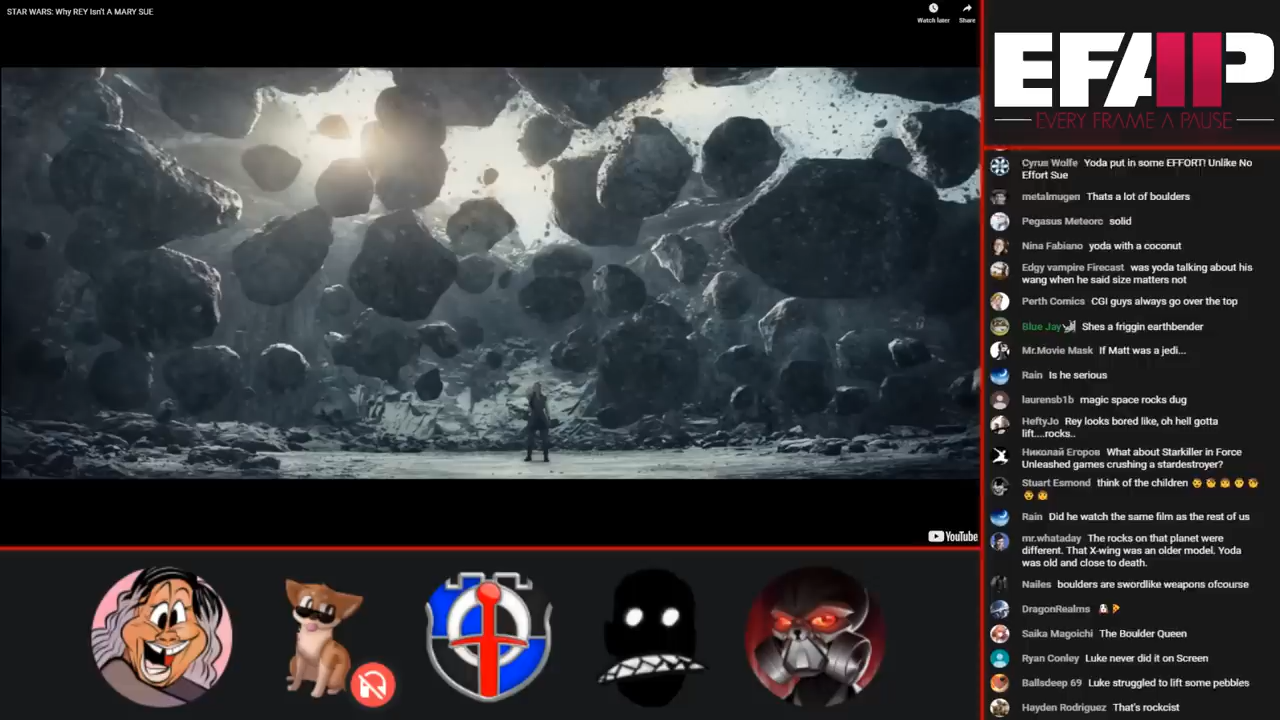 STAR WARS: Why REY Isn't A MARY SUE
Watch later
Share
YouTube
EFAP
EVERY FRAME A PAUSE
Cyrus Wolfe Yoda put in some EFFORT! Unlike No
Effort Sue
metalmugen Thats a lot of boulders
Pegasus Meteorc solid
Nina Fabiano yoda with a coconut
Edgy vampire Firecast was yoda talking about his
wang when he said size matters not
Perth Comics CGI guys always go over the top
Blue Jay Shes a friggin earthbender
Mr.Movie Mask If Matt was a jedi...
Rain Is he serious
laurensb1b magic space rocks dug
HeftyJo Rey looks bored like, oh hell gotta
lift....rocks..
Николай Егоров What about Starkiller in Force
Unleashed games crushing a stardestroyer?
Stuart Esmond think of the children
Rain Did he watch the same film as the rest of us
mr.whataday The rocks on that planet were
different. That X-wing was an older model. Yoda
was old and close to death.
Nailes boulders are swordlike weapons ofcourse
DragonRealms
Saika Magoichi The Boulder Queen
Ryan Conley Luke never did it on Screen
Ballsdeep 69 Luke struggled to lift some pebbles
Hayden Rodriguez That's rockcist